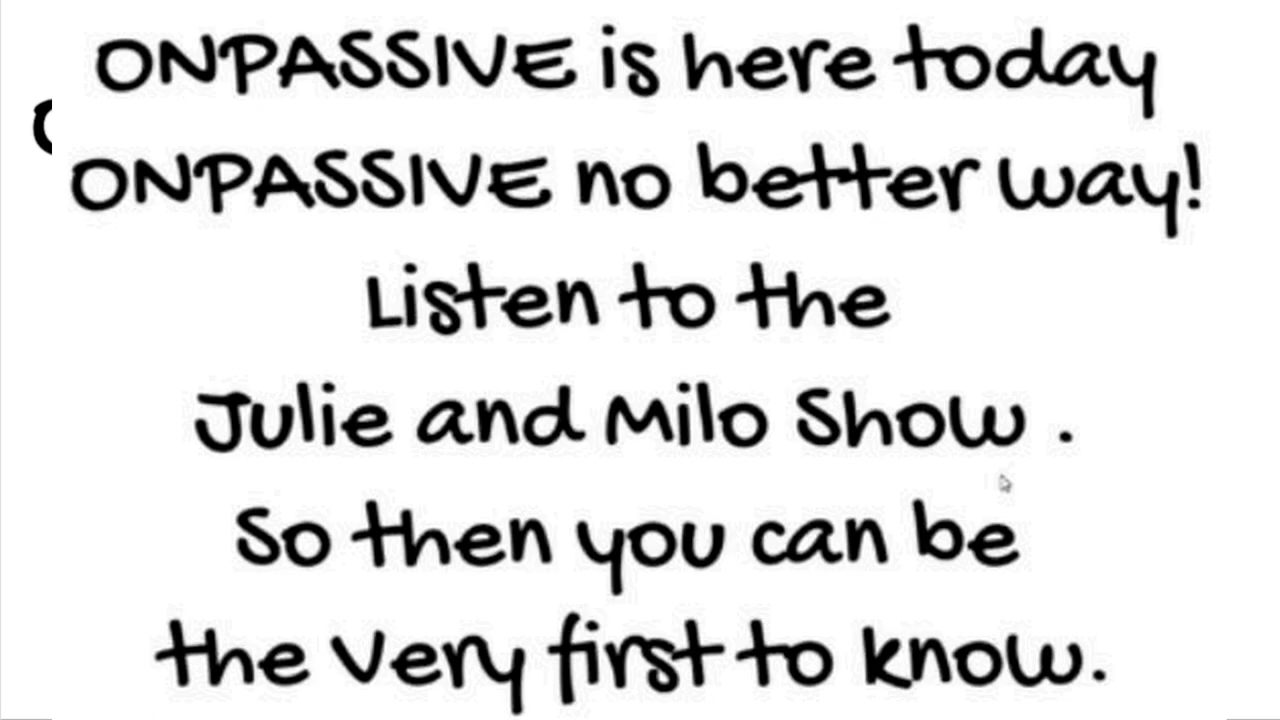 ONPASSIVE is here today
ONPASSIVE no better way!
Listen to the
Julie and Milo Show .
So then you can be
the very first to know.